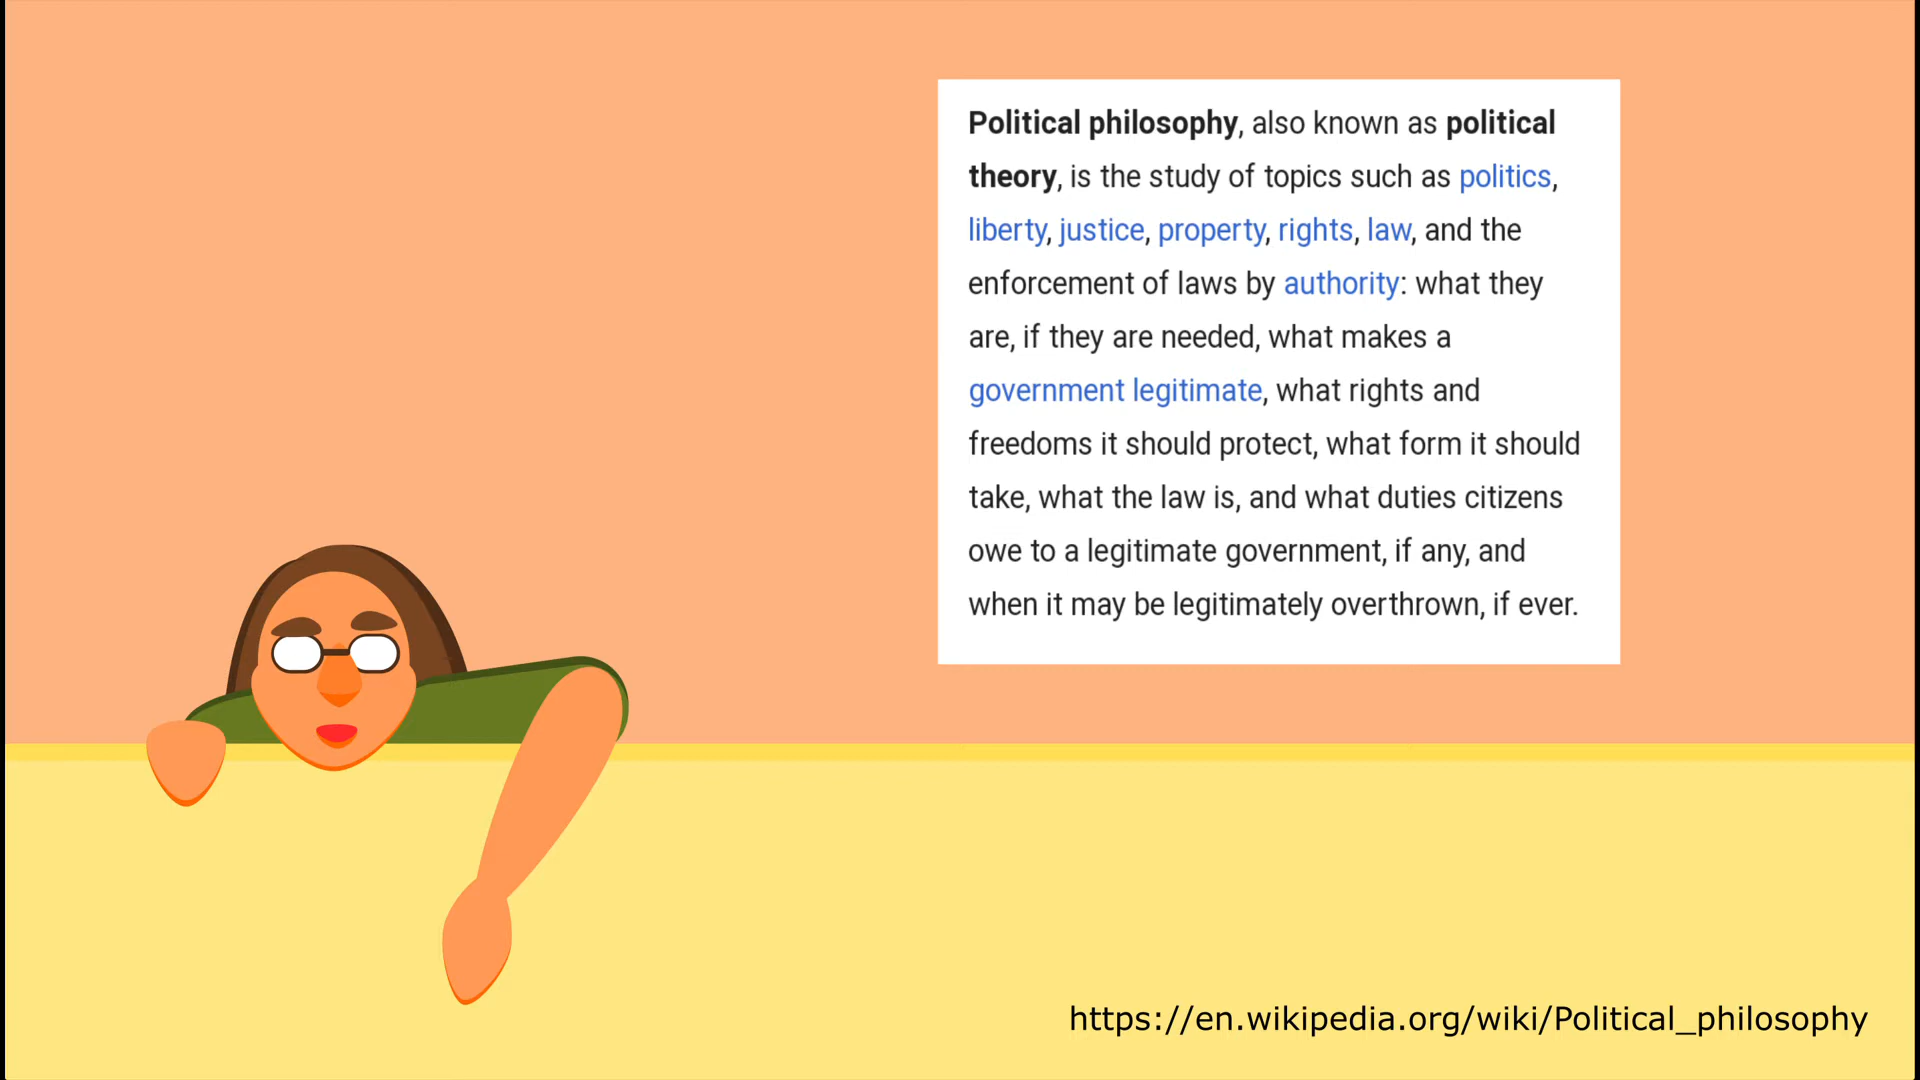 Political philosophy, also known as political
theory, is the study of topics such as politics,
liberty, justice, property, rights, law, and the
enforcement of laws by authority: what they
are, if they are needed, what makes a
government legitimate, what rights and
freedoms it should protect, what form it should
take, what the law is, and what duties citizens
owe to a legitimate government, if any, and
when it may be legitimately overthrown, if ever.
https://en.wikipedia.org/wiki/Political_philosophy